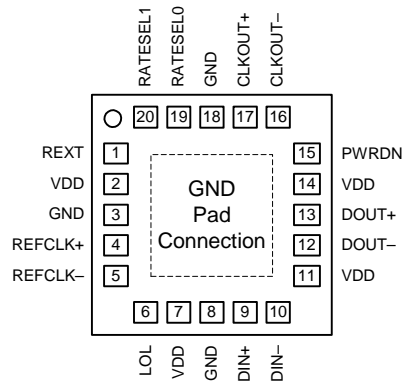 RATESEL1
RATESEL0
GND
CLKOUT+
CLKOUT–
20
19
18
17
16
REXT
1
VDD
2
GND
3
REFCLK+
4
REFCLK–
5
GND
Pad
Connection
15
PWRDN
14
VDD
13
DOUT+
12
DOUT–
11
VDD
6
7
8
9
10
LOL
VDD
GND
DIN+
DIN–